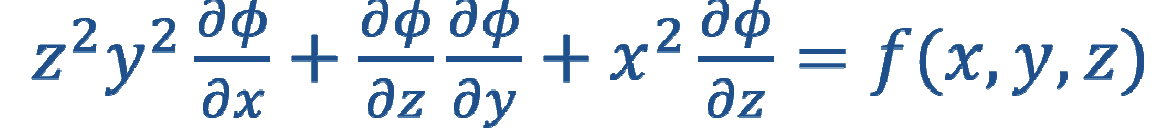 z²y² ∂ϕ/∂x + ∂ϕ/∂z ∂ϕ/∂y + x² ∂ϕ/∂z = f(x, y, z)